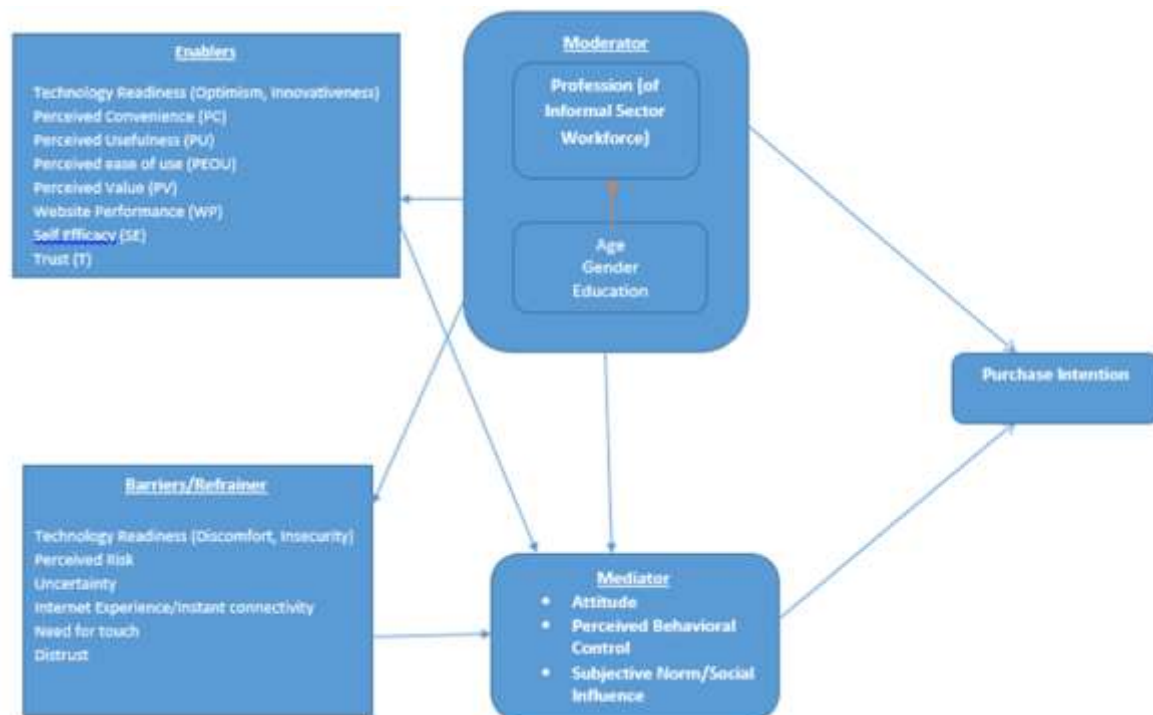 Enablers
Technology Readiness (Optimism, Innovativeness)
Perceived Convenience (PC)
Perceived Usefulness (PU)
Perceived ease of use (PEOU)
Perceived Value (PV)
Website Performance (WP)
Self Efficacy (SE)
Trust (T)
Moderator
Profession (of
Informal Sector
Workforce)
Age
Gender
Education
Purchase Intention
Barriers/Refrainer
Technology Readiness (Discomfort, Insecurity)
Perceived Risk
Uncertainty
Internet Experience/Instant connectivity
Need for touch
Distrust
Mediator
• Attitude
• Perceived Behavioral
Control
• Subjective Norm/Social
Influence